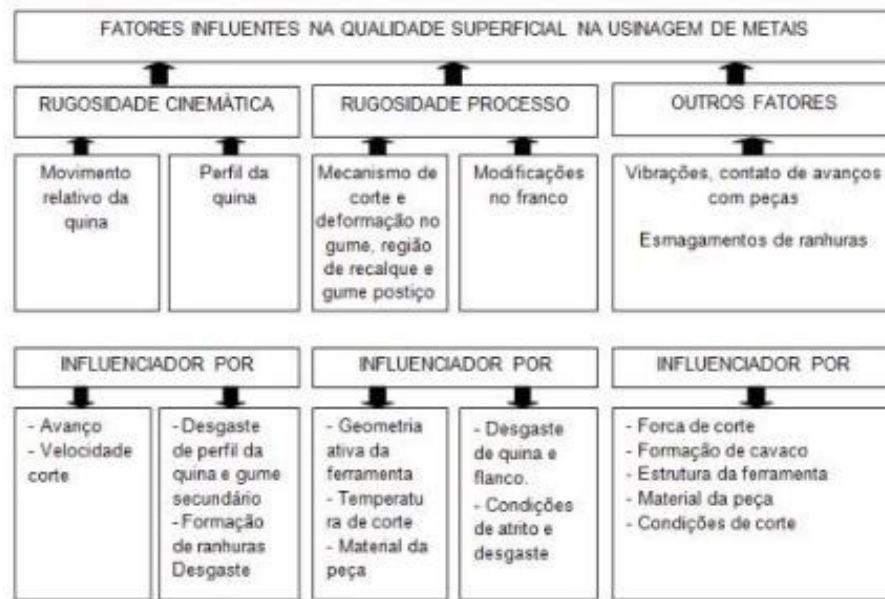 FATORES INFLUENTES NA QUALIDADE SUPERFICIAL NA USINAGEM DE METAIS
RUGOSIDADE CINEMÀTICA
Movimento
relativo da
quina
Perfil da
quina
RUGOSIDADE PROCESSO
Mecanismo de
corte e
deformação no
gume, região
de recalque e
gume postiço
Modificações
no franco
OUTROS FATORES
Vibrações, contato de avanços
com peças
Esmagamentos de ranhuras
INFLUENCIADOR POR
- Avanço
- Velocidade
corte
- Desgaste
de perfil da
quina e gume
secundário
- Formação
de ranhuras
Desgaste
INFLUENCIADOR POR
- Geometria
ativa da
ferramenta
- Temperatu
ra de corte
- Material da
peça
- Desgaste
de quina e
flanco.
- Condições
de atrito e
desgaste
INFLUENCIADOR POR
- Forca de corte
- Formação de cavaco
- Estrutura da ferramenta
- Material da peça
- Condições de corte